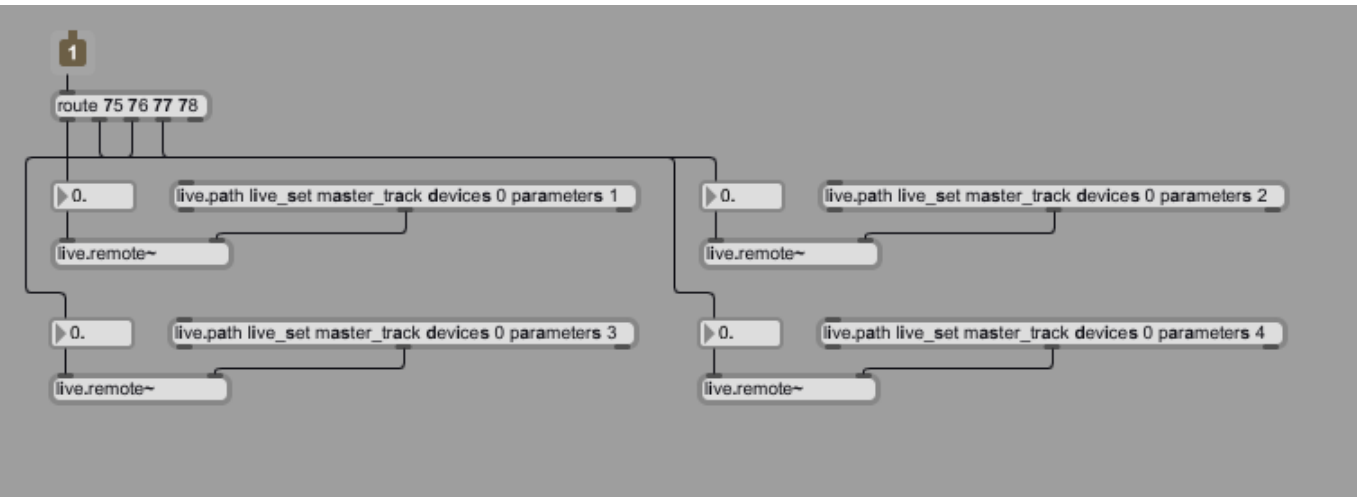 1
route 75 76 77 78
0.
live.path live_set master_track devices 0 parameters 1
0.
live.path live_set master_track devices 0 parameters 2
live.remote~
live.remote~
0.
live.path live_set master_track devices 0 parameters 3
0.
live.path live_set master_track devices 0 parameters 4
live.remote~
live.remote~